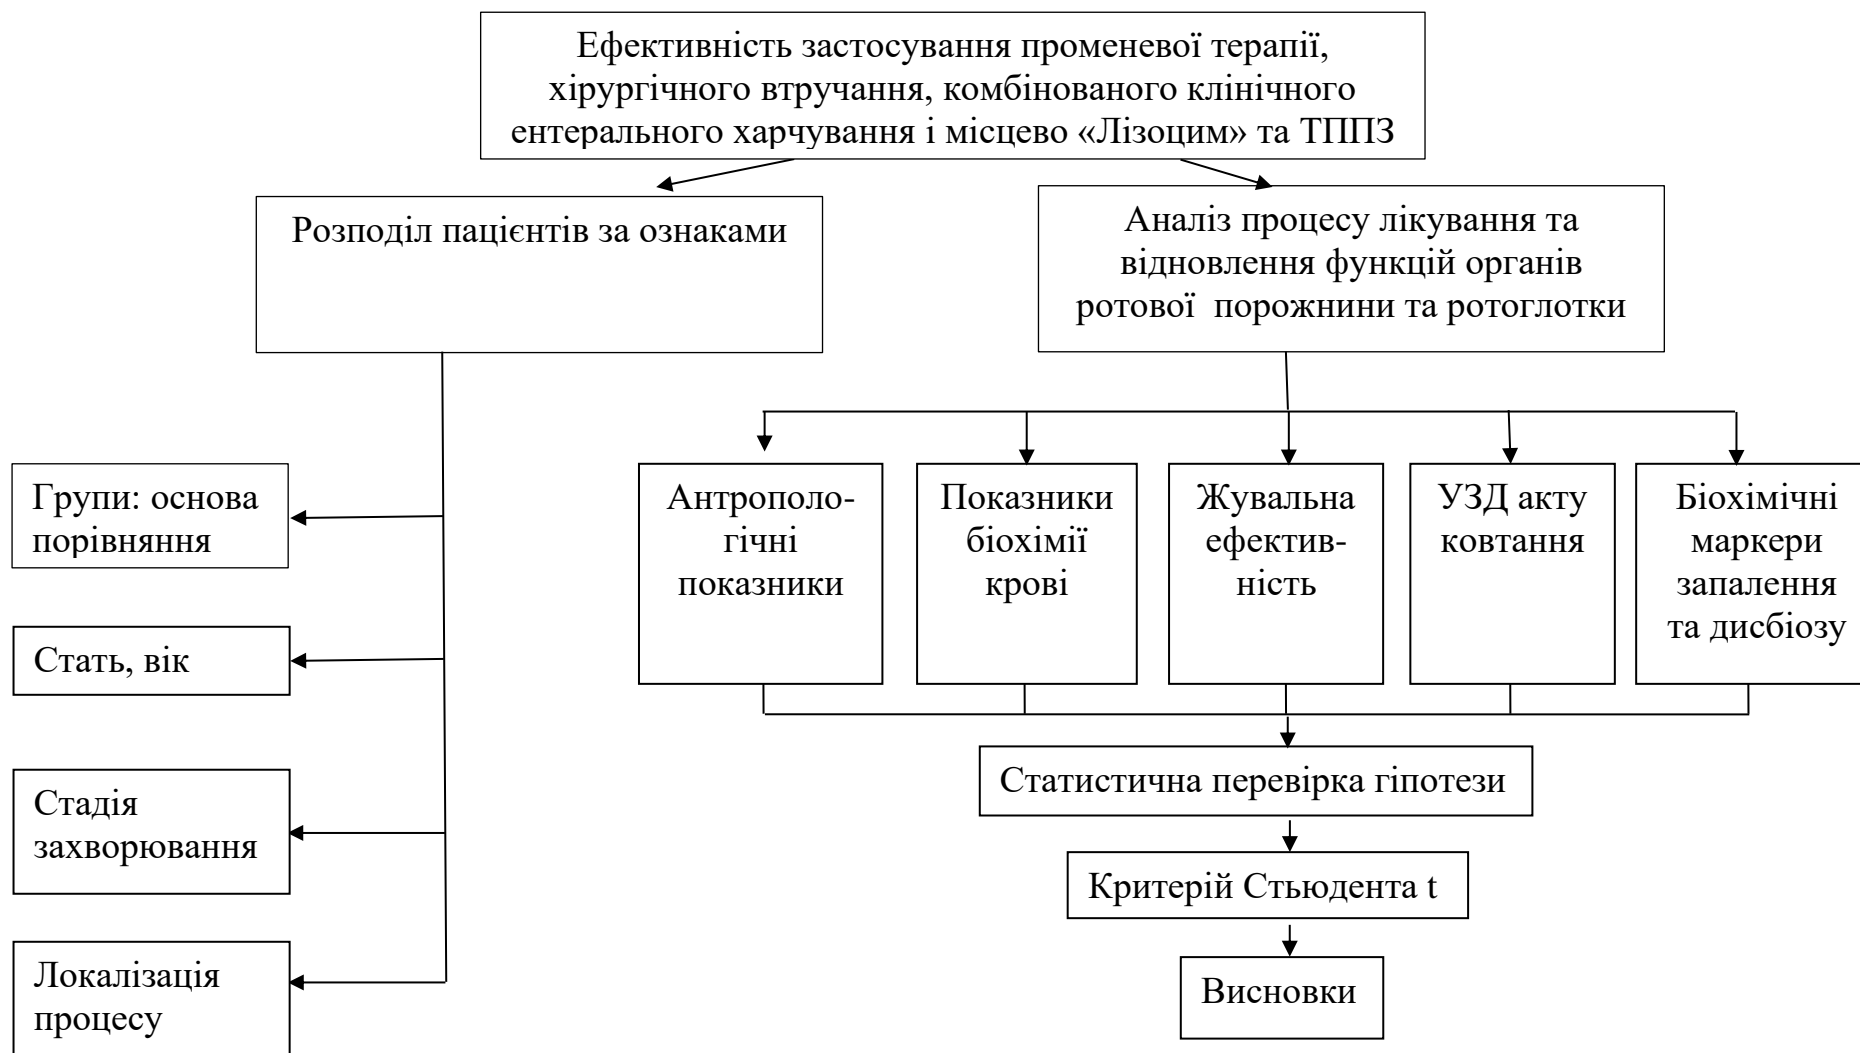 Ефективність застосування променевої терапії,
хірургічного втручання, комбінованого клінічного
ентерального харчування і місцево «Лізоцим» та ТППЗ
Розподіл пацієнтів за ознаками
Аналіз процесу лікування та
відновлення функцій органів
ротової порожнини та ротоглотки
Групи: основа
порівняння
Стать, вік
Стадія
захворювання
Локалізація
процесу
Антрополо-
гічні
показники
Показники
біохімії
крові
Жувальна
ефектив-
ність
УЗД акту
ковтання
Біохімічні
маркери
запалення
та дисбіозу
Статистична перевірка гіпотези
Критерій Стьюдента t
Висновки